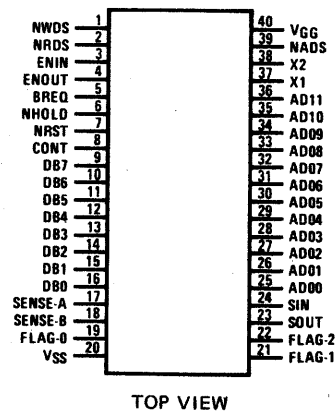 NWDS 1
NRDS 2
ENIN 3
ENOUT 4
BREQ 5
NHOLD 6
NRST 7
CONT 8
DB7 9
DB6 10
DB5 11
DB4 12
DB3 13
DB2 14
DB1 15
DB0 16
SENSE-A 17
SENSE-B 18
FLAG-0 19
VSS 20
40 VGG
39 NADS
38 X2
37 X1
36 AD11
35 AD10
34 AD09
33 AD08
32 AD07
31 AD06
30 AD05
29 AD04
28 AD03
27 AD02
26 AD01
25 AD00
24 SIN
23 SOUT
22 FLAG-2
21 FLAG-1
TOP VIEW